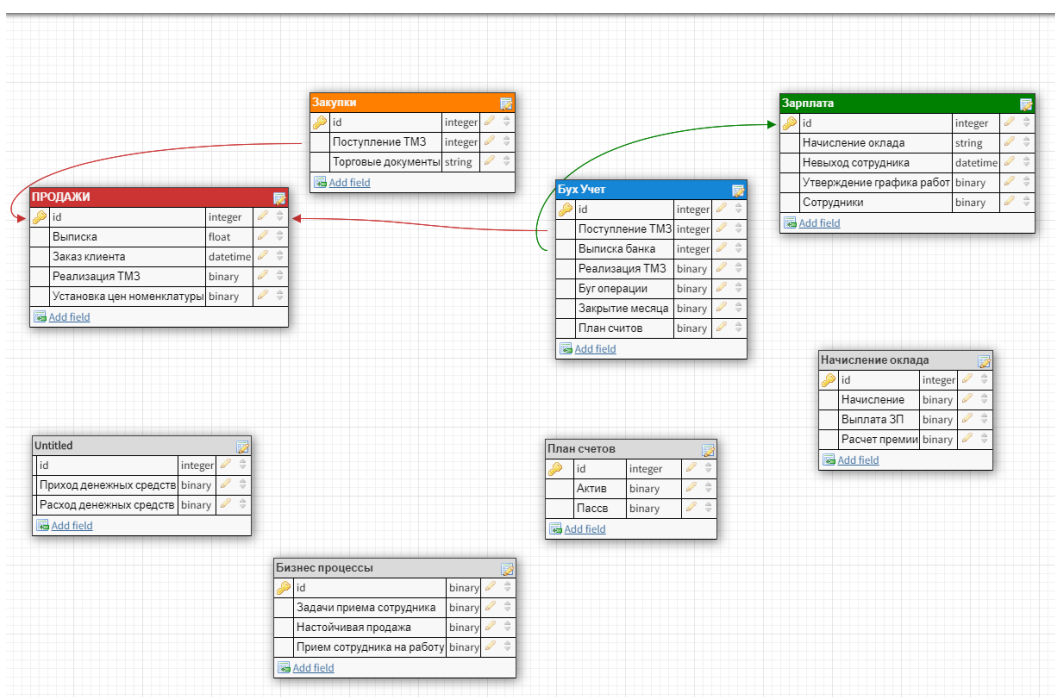 Закупки
id integer
Поступление ТМЗ integer
Торговые документы string
Add field
Зарплата
id integer
Начисление оклада string
Невыход сотрудника datetime
Утверждение графика работ binary
Сотрудники binary
Add field
ПРОДАЖИ
id integer
Выписка float
Заказ клиента datetime
Реализация ТМЗ binary
Установка цен номенклатуры binary
Add field
Бух Учет
id integer
Поступление ТМЗ integer
Выписка банка integer
Реализация ТМЗ binary
Буг операции binary
Закрытие месяца binary
План считов binary
Add field
Начисление оклада
id integer
Начисление binary
Выплата ЗП binary
Расчет премии binary
Add field
Untitled
id integer
Приход денежных средств binary
Расход денежных средств binary
Add field
План счетов
id integer
Актив binary
Пассв binary
Add field
Бизнес процессы
id binary
Задачи приема сотрудника binary
Настойчивая продажа binary
Прием сотрудника на работу binary
Add field